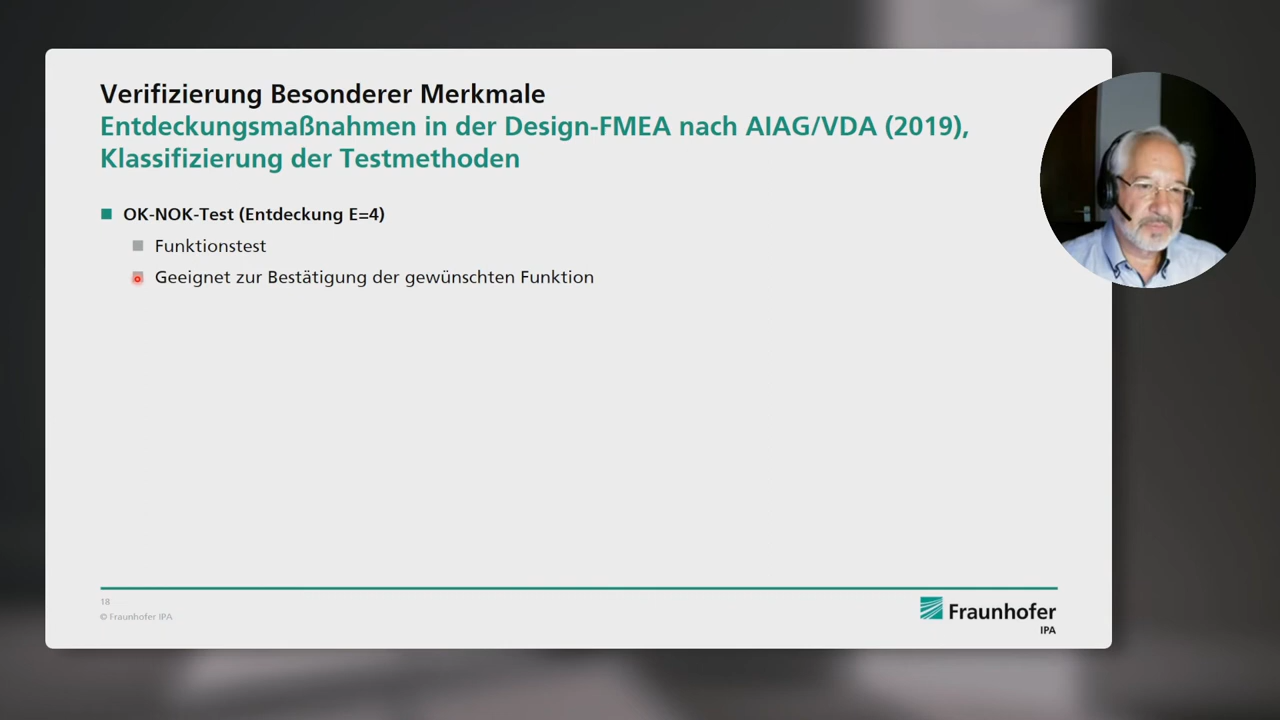 Verifizierung Besonderer Merkmale
Entdeckungsmaßnahmen in der Design-FMEA nach AIAG/VDA (2019),
Klassifizierung der Testmethoden
OK-NOK-Test (Entdeckung E=4)
Funktionstest
Geeignet zur Bestätigung der gewünschten Funktion
18
© Fraunhofer IPA
Fraunhofer
IPA